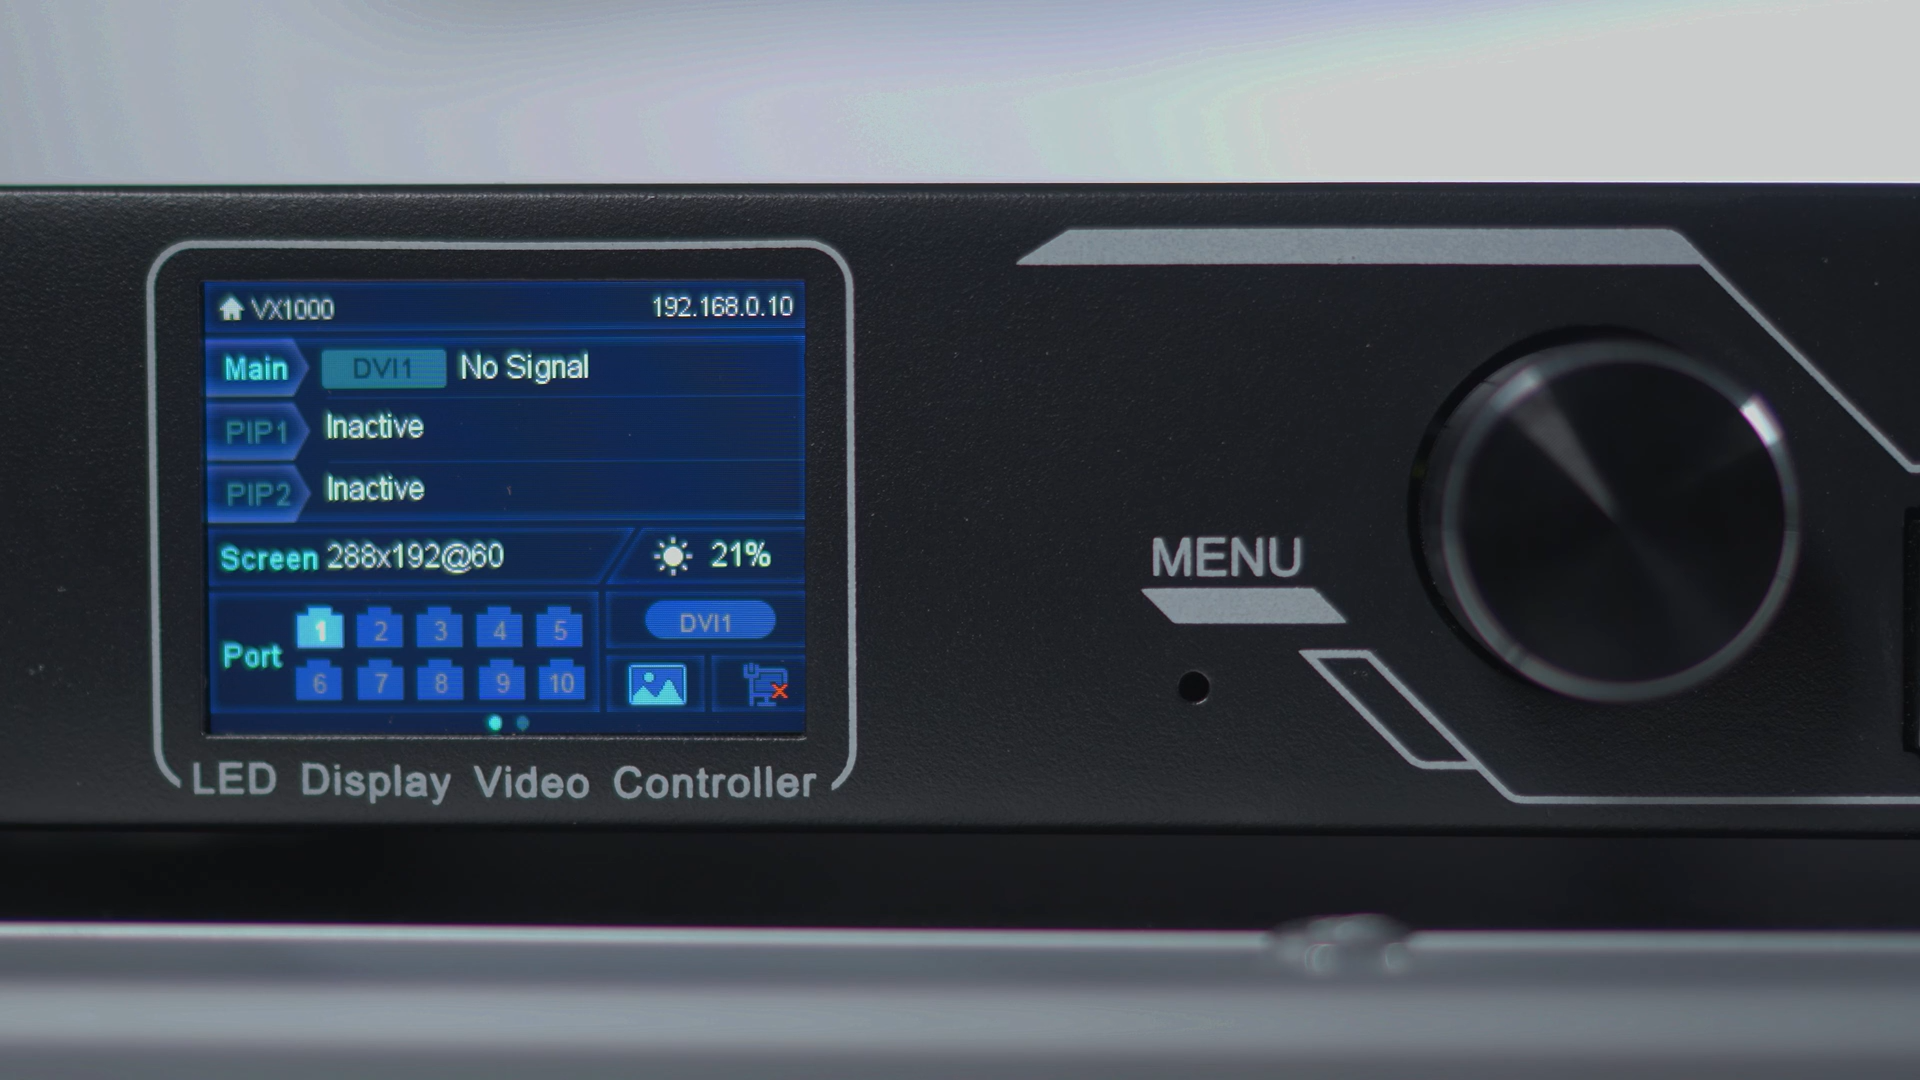 VX1000 192.168.0.10
Main DVI1 No Signal
PIP1 Inactive
PIP2 Inactive
Screen 288x192@60 21%
Port 1 2 3 4 5 DVI1
6 7 8 9 10
LED Display Video Controller
MENU